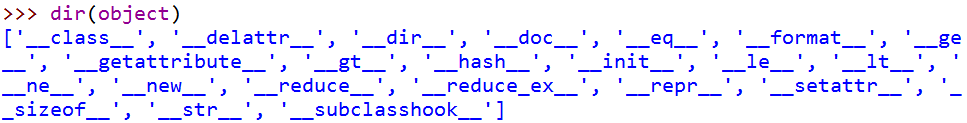 >>> dir(object)
['__class__', '__delattr__', '__dir__', '__doc__', '__eq__', '__format__', '__ge
__', '__getattribute__', '__gt__', '__hash__', '__init__', '__le__', '__lt__', '
__ne__', '__new__', '__reduce__', '__reduce_ex__', '__repr__', '__setattr__', '_
_sizeof__', '__str__', '__subclasshook__']